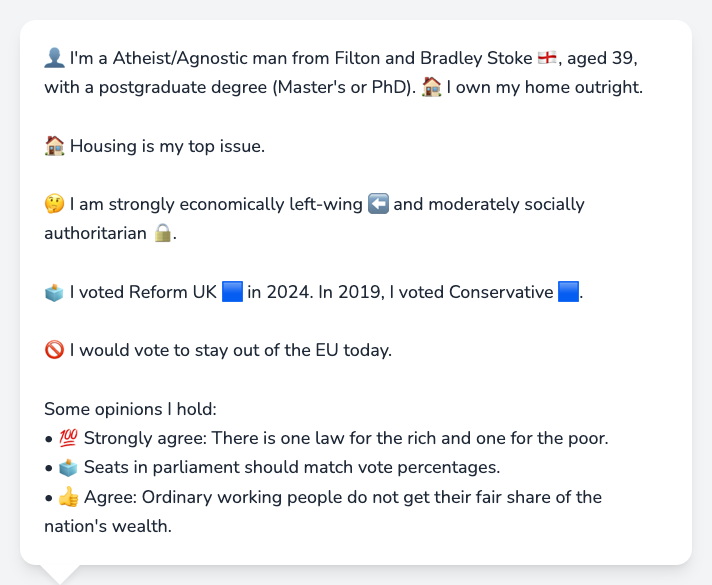 👤 I'm a Atheist/Agnostic man from Filton and Bradley Stoke 🏴󠁧󠁢󠁥󠁮󠁧󠁿, aged 39,
with a postgraduate degree (Master's or PhD). 🏠 I own my home outright.
🏠 Housing is my top issue.
🤔 I am strongly economically left-wing ⬅️ and moderately socially
authoritarian 🔒.
🗳️ I voted Reform UK 🟦 in 2024. In 2019, I voted Conservative 🟦.
🚫 I would vote to stay out of the EU today.
Some opinions I hold:
• 💯 Strongly agree: There is one law for the rich and one for the poor.
• 🗳️ Seats in parliament should match vote percentages.
• 👍 Agree: Ordinary working people do not get their fair share of the
nation's wealth.